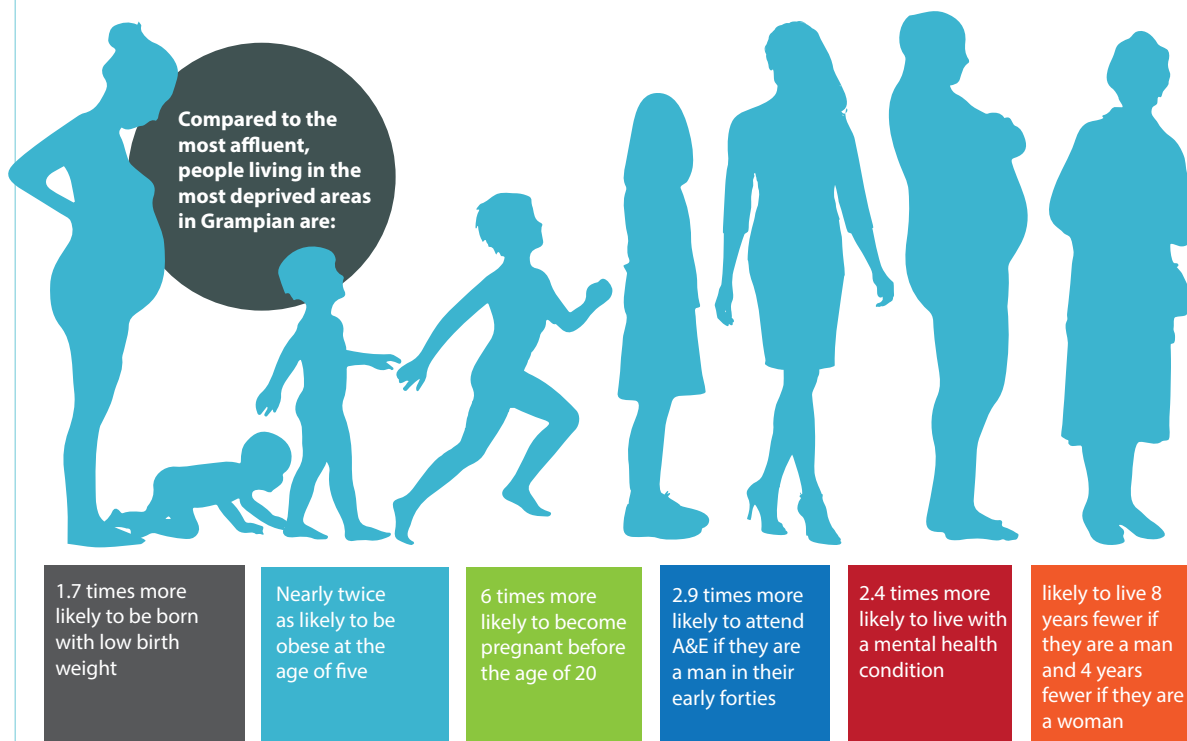 Compared to the
most affluent,
people living in the
most deprived areas
in Grampian are:
1.7 times more
likely to be born
with low birth
weight
Nearly twice
as likely to be
obese at the
age of five
6 times more
likely to become
pregnant before
the age of 20
2.9 times more
likely to attend
A&E if they are
a man in their
early forties
2.4 times more
likely to live with
a mental health
condition
likely to live 8
years fewer if
they are a man
and 4 years
fewer if they are
a woman